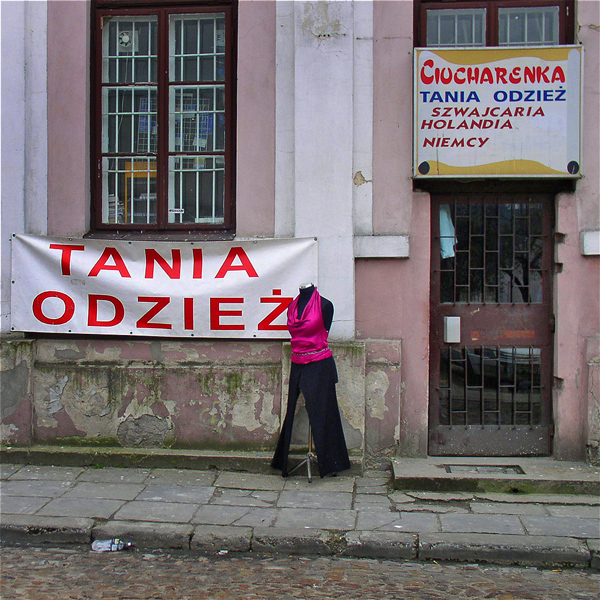 CIUCHARENKA
TANIA ODZIEŻ
SZWAJCARIA
HOLANDIA
NIEMCY
TANIA
ODZIEŻ